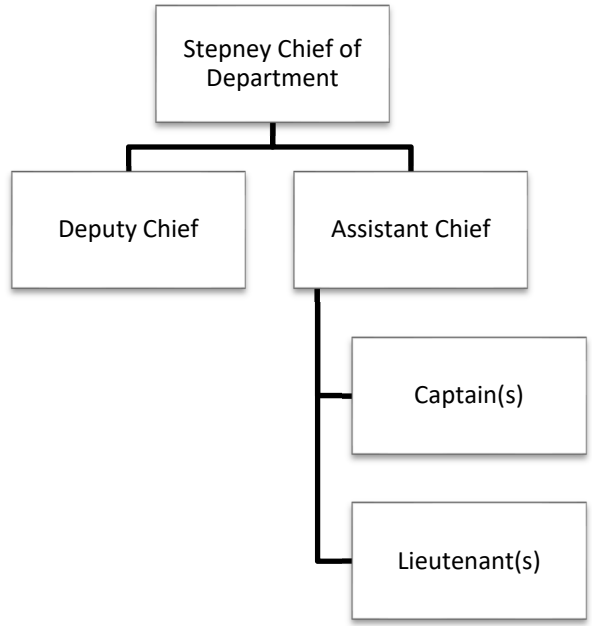 Stepney Chief of
Department
Deputy Chief
Assistant Chief
Captain(s)
Lieutenant(s)